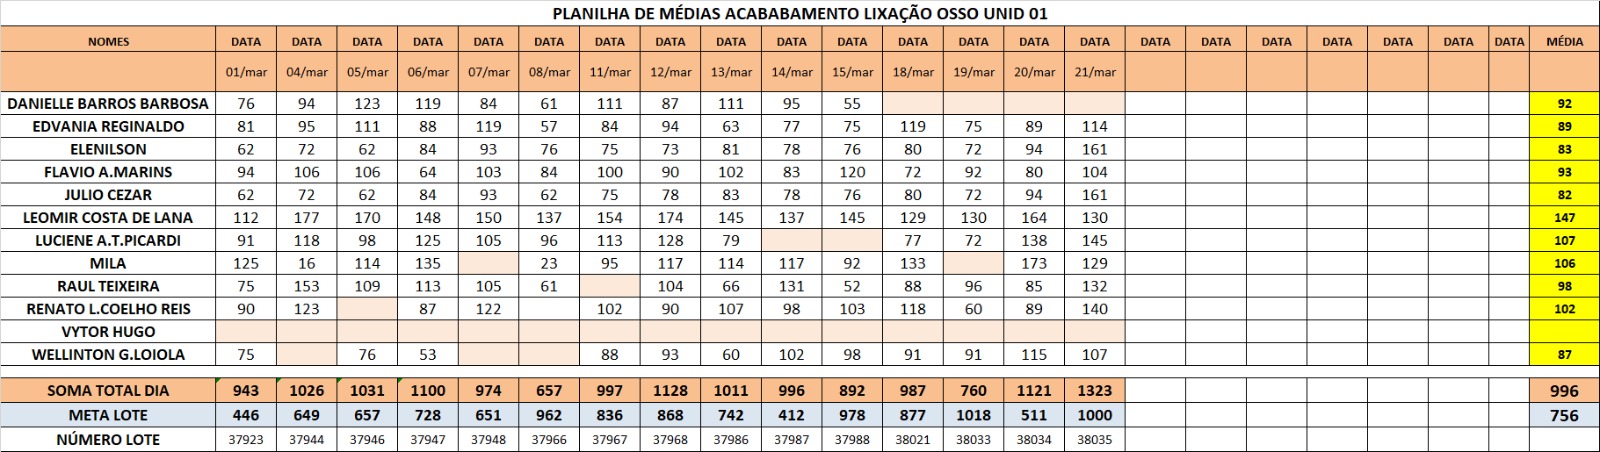 PLANILHA DE MÉDIAS ACABABAMENTO LIXAÇÃO OSSO UNID 01
NOMES DATA DATA DATA DATA DATA DATA DATA DATA DATA DATA DATA DATA DATA DATA DATA DATA DATA DATA DATA DATA DATA DATA MÉDIA
01/mar 04/mar 05/mar 06/mar 07/mar 08/mar 11/mar 12/mar 13/mar 14/mar 15/mar 18/mar 19/mar 20/mar 21/mar
DANIELLE BARROS BARBOSA 76 94 123 119 84 61 111 87 111 95 55 92
EDVANIA REGINALDO 81 95 111 88 119 57 84 94 63 77 75 119 75 89 114 89
ELENILSON 62 72 62 84 93 76 75 73 81 78 76 80 72 94 161 83
FLAVIO A.MARINS 94 106 106 64 103 84 100 90 102 83 120 72 92 80 104 93
JULIO CEZAR 62 72 62 84 93 62 75 78 83 78 76 80 72 94 161 82
LEOMIR COSTA DE LANA 112 177 170 148 150 137 154 174 145 137 145 129 130 164 130 147
LUCIENE A.T.PICARDI 91 118 98 125 105 96 113 128 79 77 72 138 145 107
MILA 125 16 114 135 23 95 117 114 117 92 133 173 129 106
RAUL TEIXEIRA 75 153 109 113 105 61 104 66 131 52 88 96 85 132 98
RENATO L.COELHO REIS 90 123 87 122 102 90 107 98 103 118 60 89 140 102
VYTOR HUGO
WELLINTON G.LOIOLA 75 76 53 88 93 60 102 98 91 91 115 107 87
SOMA TOTAL DIA 943 1026 1031 1100 974 657 997 1128 1011 996 892 987 760 1121 1323 996
META LOTE 446 649 657 728 651 962 836 868 742 412 978 877 1018 511 1000 756
NÚMERO LOTE 37923 37944 37946 37947 37948 37966 37967 37968 37986 37987 37988 38021 38033 38034 38035